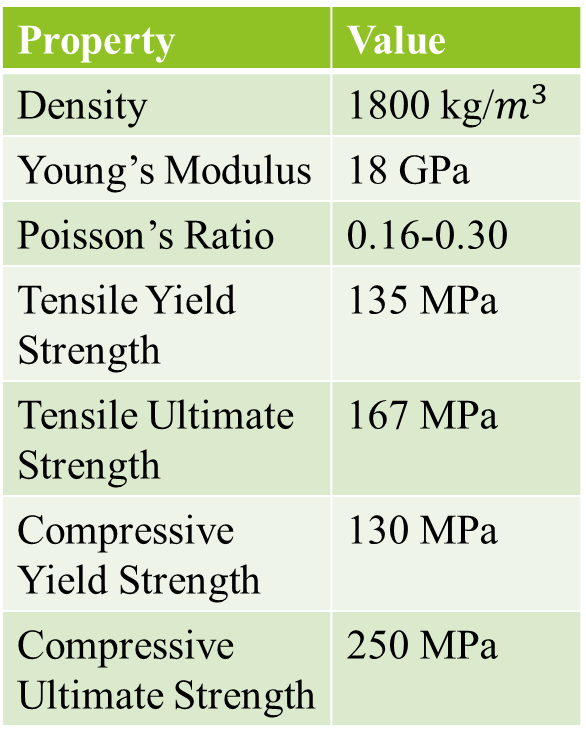 Property Value
Density 1800 kg/m³
Young’s Modulus 18 GPa
Poisson’s Ratio 0.16-0.30
Tensile Yield 135 MPa
Strength
Tensile Ultimate 167 MPa
Strength
Compressive 130 MPa
Yield Strength
Compressive 250 MPa
Ultimate Strength